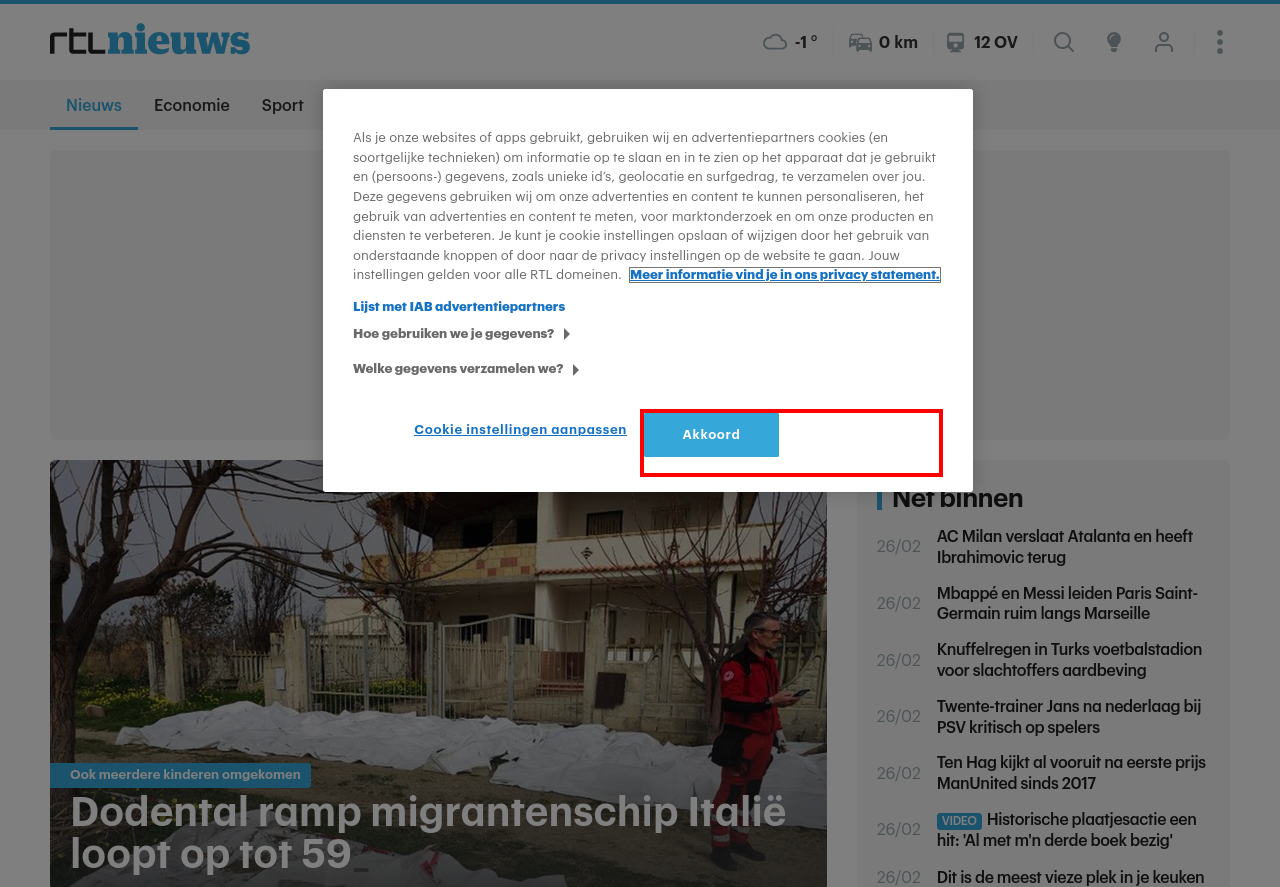 rtlnieuws
-1 °
0 km
12 OV
Nieuws
Economie
Sport
Als je onze websites of apps gebruikt, gebruiken wij en advertentiepartners cookies (en
soortgelijke technieken) om informatie op te slaan en in te zien op het apparaat dat je gebruikt
en (persoons-) gegevens, zoals unieke id’s, geolocatie en surfgedrag, te verzamelen over jou.
Deze gegevens gebruiken wij om onze advertenties en content te kunnen personaliseren, het
gebruik van advertenties en content te meten, voor marktonderzoek en om onze producten en
diensten te verbeteren. Je kunt je cookie instellingen opslaan of wijzigen door het gebruik van
onderstaande knoppen of door naar de privacy instellingen op de website te gaan. Jouw
instellingen gelden voor alle RTL domeinen. Meer informatie vind je in ons privacy statement.
Lijst met IAB advertentiepartners
Hoe gebruiken we je gegevens?
Welke gegevens verzamelen we?
Cookie instellingen aanpassen
Akkoord
Ook meerdere kinderen omgekomen
Dodental ramp migrantenschip Italië
loopt op tot 59
Net binnen
26/02
AC Milan verslaat Atalanta en heeft
Ibrahimovic terug
26/02
Mbappé en Messi leiden Paris Saint-
Germain ruim langs Marseille
26/02
Knuffelregen in Turks voetbalstadion
voor slachtoffers aardbeving
26/02
Twente-trainer Jans na nederlaag bij
PSV kritisch op spelers
26/02
Ten Hag kijkt al vooruit na eerste prijs
ManUnited sinds 2017
26/02
VIDEO Historische plaatjesactie een
hit: 'Al met m'n derde boek bezig'
26/02
Dit is de meest vieze plek in je keuken